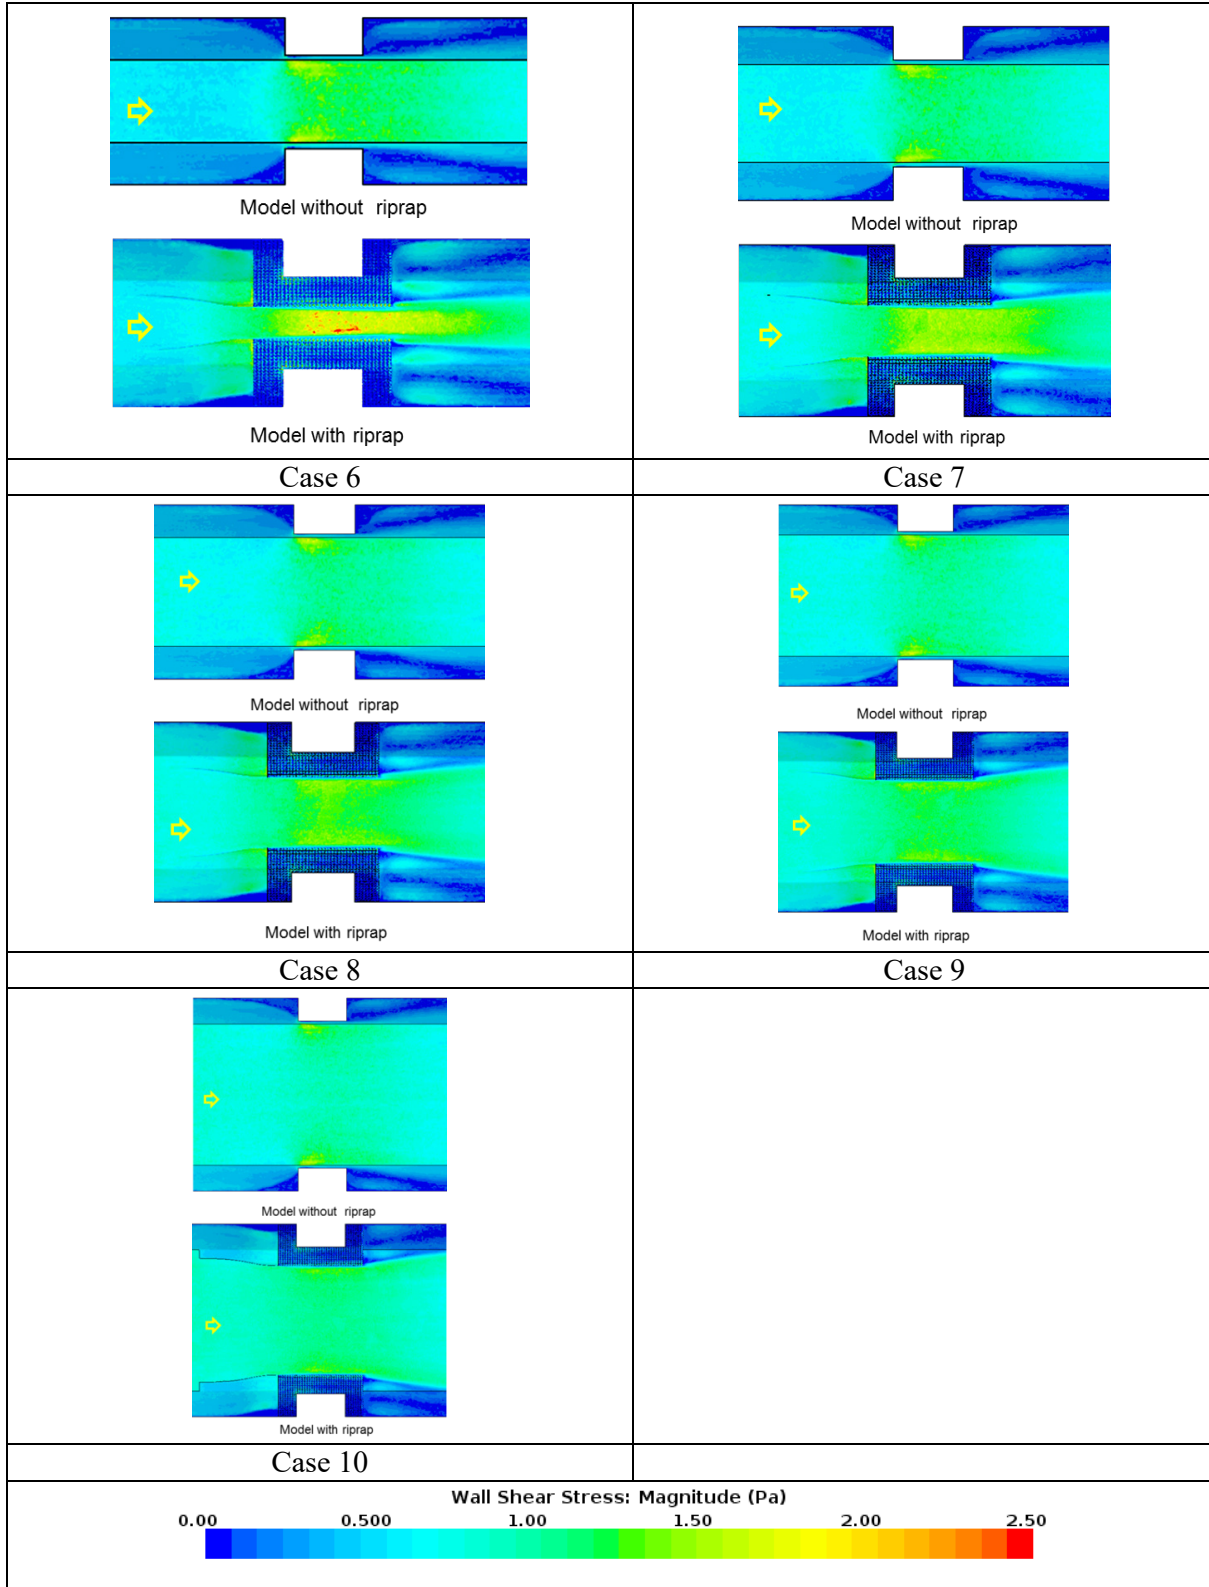 Model without riprap
Model with riprap
Model without riprap
Model with riprap
Case 6
Case 7
Model without riprap
Model with riprap
Model without riprap
Model with riprap
Case 8
Case 9
Model without riprap
Model with riprap
Case 10
Wall Shear Stress: Magnitude (Pa)
0.00 0.500 1.00 1.50 2.00 2.50